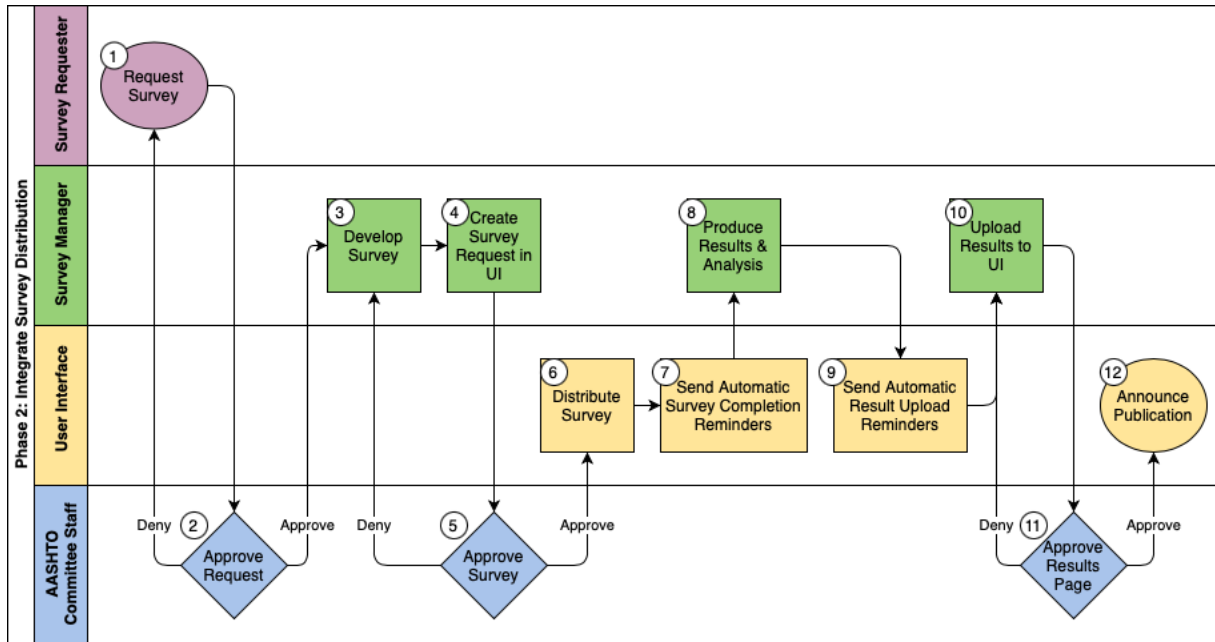 Phase 2: Integrate Survey Distribution
Survey Requester
1
Request
Survey
Survey Manager
3
Develop
Survey
4
Create
Survey
Request in
UI
8
Produce
Results &
Analysis
10
Upload
Results to
UI
User Interface
6
Distribute
Survey
7
Send Automatic
Survey Completion
Reminders
9
Send Automatic
Result Upload
Reminders
12
Announce
Publication
AASHTO
Committee Staff
Deny
2
Approve
Request
Approve
Deny
5
Approve
Survey
Approve
Deny
11
Approve
Results
Page
Approve